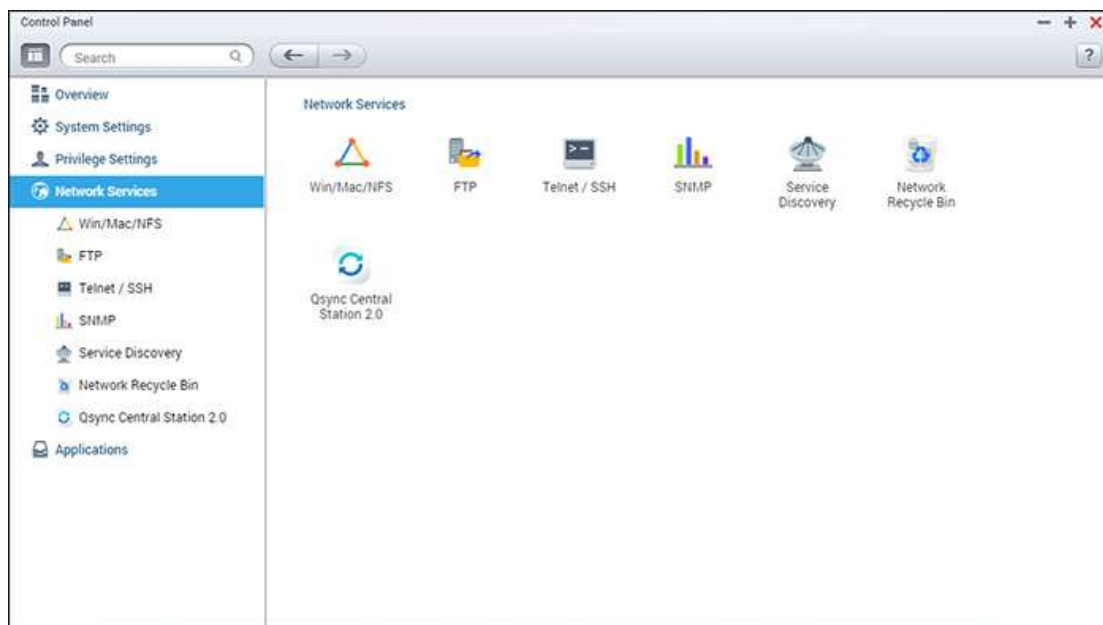 Control Panel
Search
?
Overview
System Settings
Privilege Settings
Network Services
Win/Mac/NFS
FTP
Telnet / SSH
SNMP
Service Discovery
Network Recycle Bin
Qsync Central Station 2.0
Applications
Network Services
Win/Mac/NFS
FTP
Telnet / SSH
SNMP
Service
Discovery
Network
Recycle Bin
Qsync Central
Station 2.0